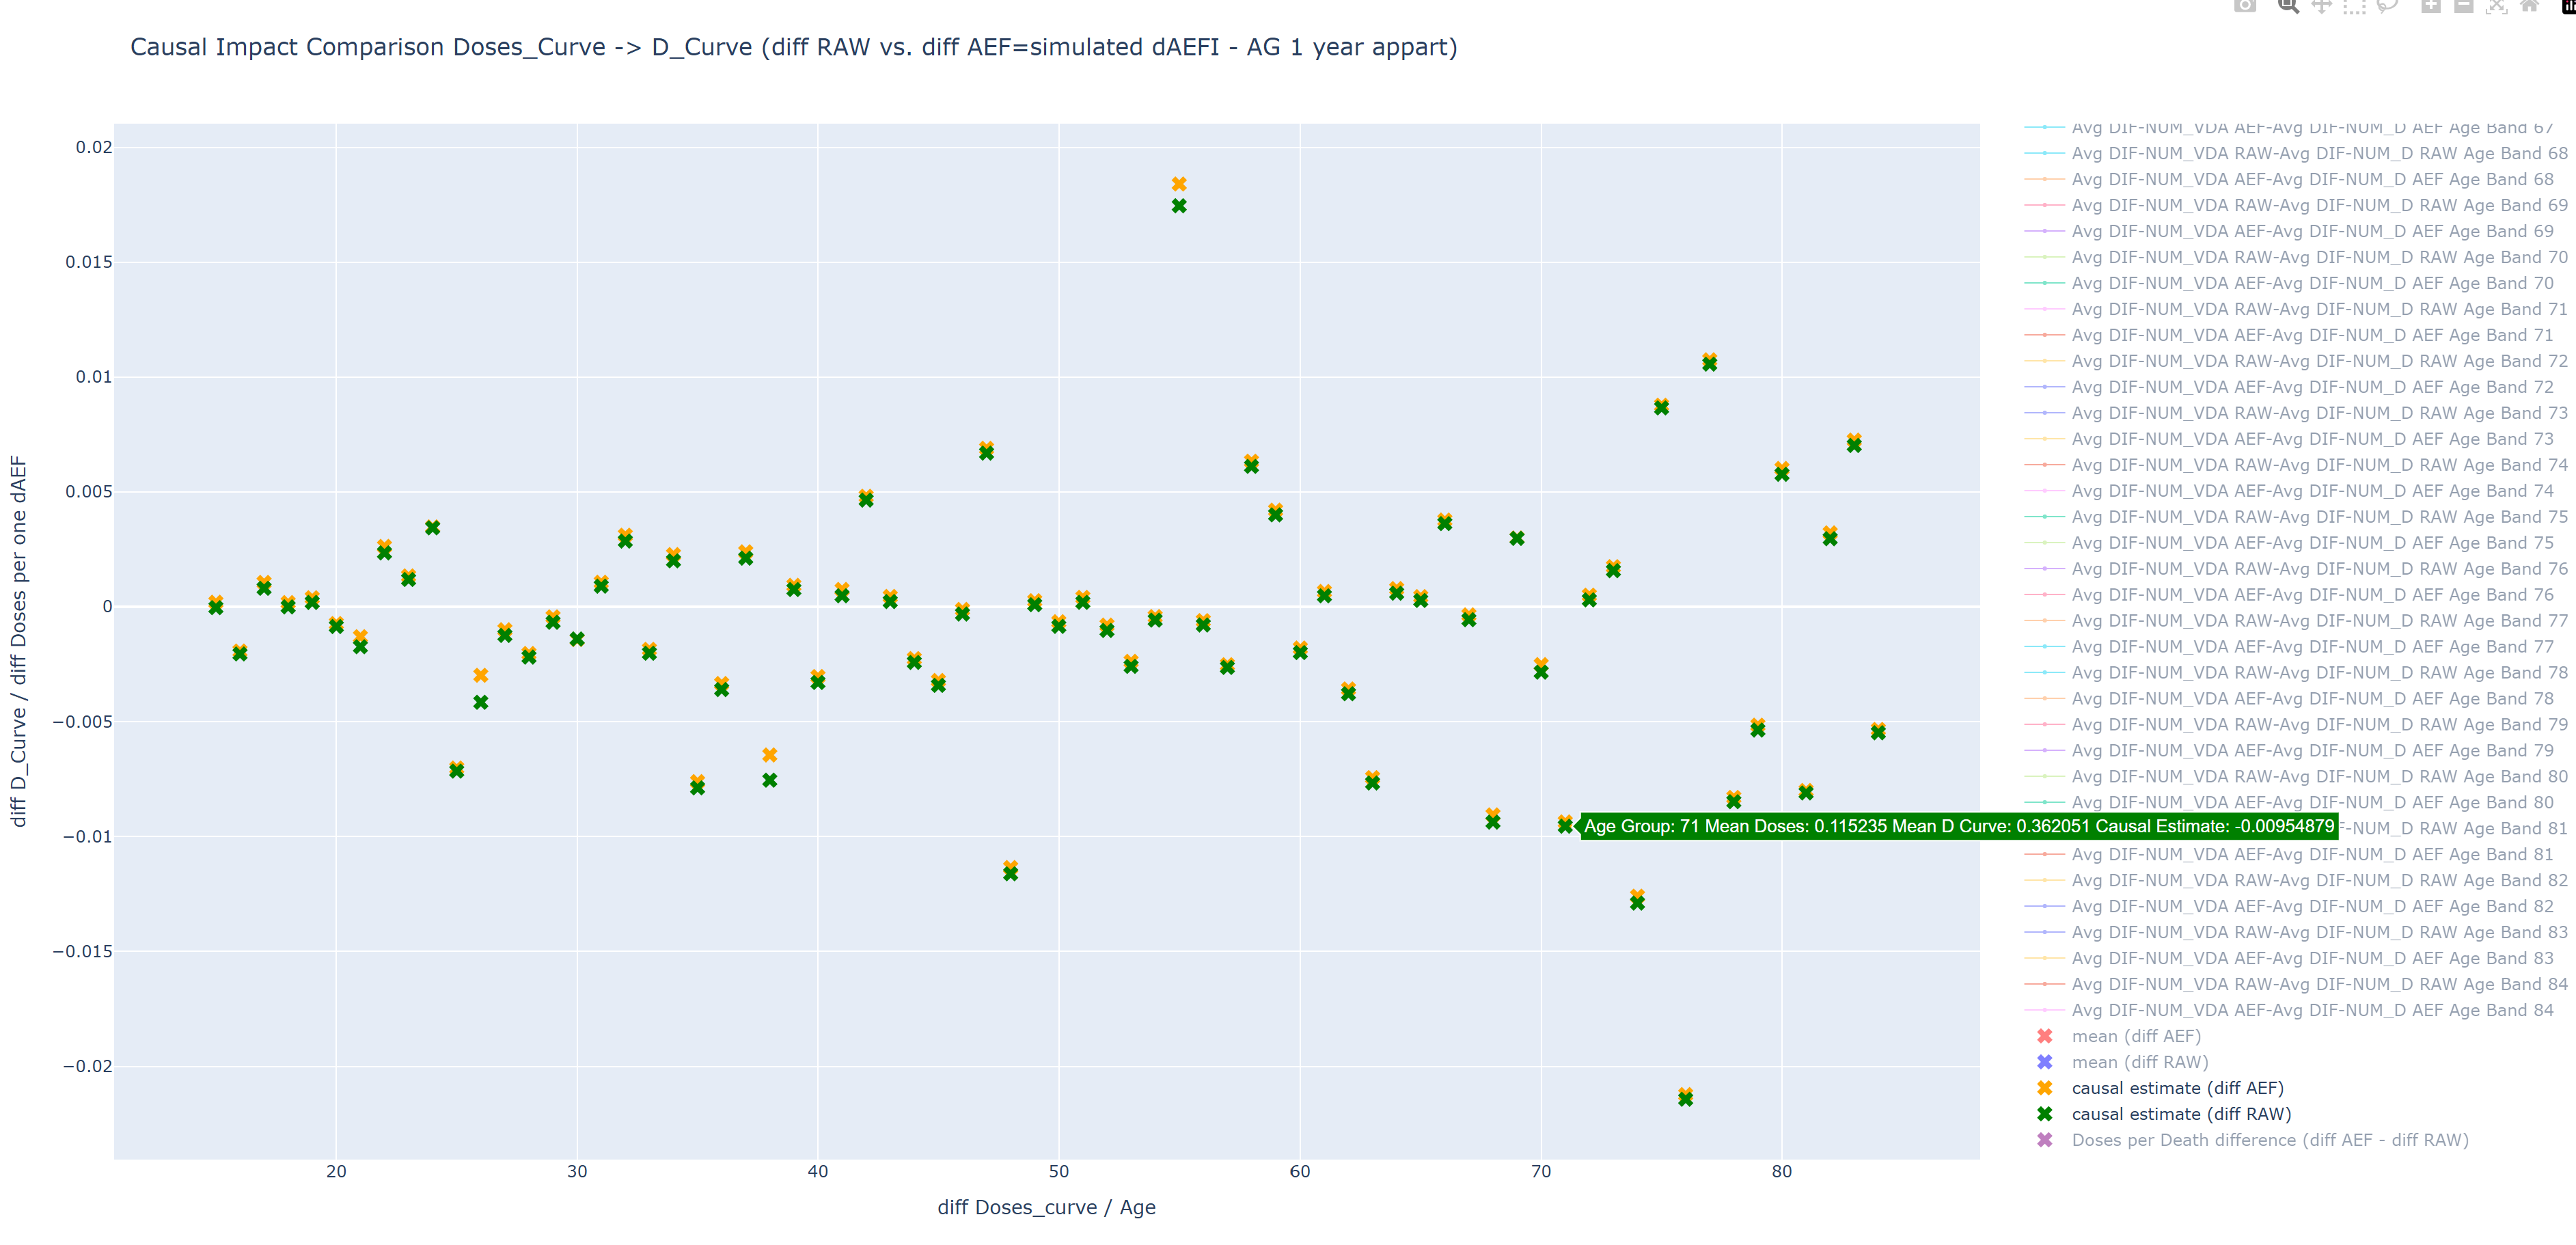 Causal Impact Comparison Doses_Curve -> D_Curve (diff RAW vs. diff AEF=simulated dAEFI - AG 1 year appart)
diff D_Curve / diff Doses per one dAEF
0.02
0.015
0.01
0.005
0
−0.005
−0.01
−0.015
−0.02
20
30
40
50
60
70
80
diff Doses_curve / Age
Age Group: 71 Mean Doses: 0.115235 Mean D Curve: 0.362051 Causal Estimate: -0.00954879
Avg DIF-NUM_VDA AEF-Avg DIF-NUM_D AEF Age Band 67
Avg DIF-NUM_VDA RAW-Avg DIF-NUM_D RAW Age Band 68
Avg DIF-NUM_VDA AEF-Avg DIF-NUM_D AEF Age Band 68
Avg DIF-NUM_VDA RAW-Avg DIF-NUM_D RAW Age Band 69
Avg DIF-NUM_VDA AEF-Avg DIF-NUM_D AEF Age Band 69
Avg DIF-NUM_VDA RAW-Avg DIF-NUM_D RAW Age Band 70
Avg DIF-NUM_VDA AEF-Avg DIF-NUM_D AEF Age Band 70
Avg DIF-NUM_VDA RAW-Avg DIF-NUM_D RAW Age Band 71
Avg DIF-NUM_VDA AEF-Avg DIF-NUM_D AEF Age Band 71
Avg DIF-NUM_VDA RAW-Avg DIF-NUM_D RAW Age Band 72
Avg DIF-NUM_VDA AEF-Avg DIF-NUM_D AEF Age Band 72
Avg DIF-NUM_VDA RAW-Avg DIF-NUM_D RAW Age Band 73
Avg DIF-NUM_VDA AEF-Avg DIF-NUM_D AEF Age Band 73
Avg DIF-NUM_VDA RAW-Avg DIF-NUM_D RAW Age Band 74
Avg DIF-NUM_VDA AEF-Avg DIF-NUM_D AEF Age Band 74
Avg DIF-NUM_VDA RAW-Avg DIF-NUM_D RAW Age Band 75
Avg DIF-NUM_VDA AEF-Avg DIF-NUM_D AEF Age Band 75
Avg DIF-NUM_VDA RAW-Avg DIF-NUM_D RAW Age Band 76
Avg DIF-NUM_VDA AEF-Avg DIF-NUM_D AEF Age Band 76
Avg DIF-NUM_VDA RAW-Avg DIF-NUM_D RAW Age Band 77
Avg DIF-NUM_VDA AEF-Avg DIF-NUM_D AEF Age Band 77
Avg DIF-NUM_VDA RAW-Avg DIF-NUM_D RAW Age Band 78
Avg DIF-NUM_VDA AEF-Avg DIF-NUM_D AEF Age Band 78
Avg DIF-NUM_VDA RAW-Avg DIF-NUM_D RAW Age Band 79
Avg DIF-NUM_VDA AEF-Avg DIF-NUM_D AEF Age Band 79
Avg DIF-NUM_VDA RAW-Avg DIF-NUM_D RAW Age Band 80
Avg DIF-NUM_VDA AEF-Avg DIF-NUM_D AEF Age Band 80
F-NUM_D RAW Age Band 81
Avg DIF-NUM_VDA AEF-Avg DIF-NUM_D AEF Age Band 81
Avg DIF-NUM_VDA RAW-Avg DIF-NUM_D RAW Age Band 82
Avg DIF-NUM_VDA AEF-Avg DIF-NUM_D AEF Age Band 82
Avg DIF-NUM_VDA RAW-Avg DIF-NUM_D RAW Age Band 83
Avg DIF-NUM_VDA AEF-Avg DIF-NUM_D AEF Age Band 83
Avg DIF-NUM_VDA RAW-Avg DIF-NUM_D RAW Age Band 84
Avg DIF-NUM_VDA AEF-Avg DIF-NUM_D AEF Age Band 84
mean (diff AEF)
mean (diff RAW)
causal estimate (diff AEF)
causal estimate (diff RAW)
Doses per Death difference (diff AEF - diff RAW)